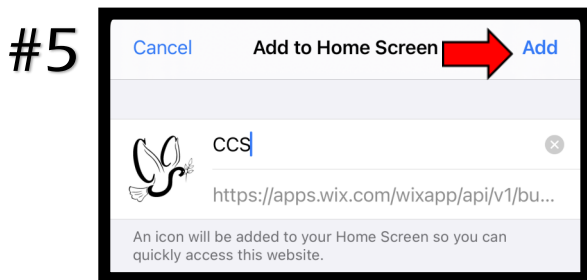 #5
Cancel Add to Home Screen Add
CCS
https://apps.wix.com/wixapp/api/v1/bu...
An icon will be added to your Home Screen so you can
quickly access this website.